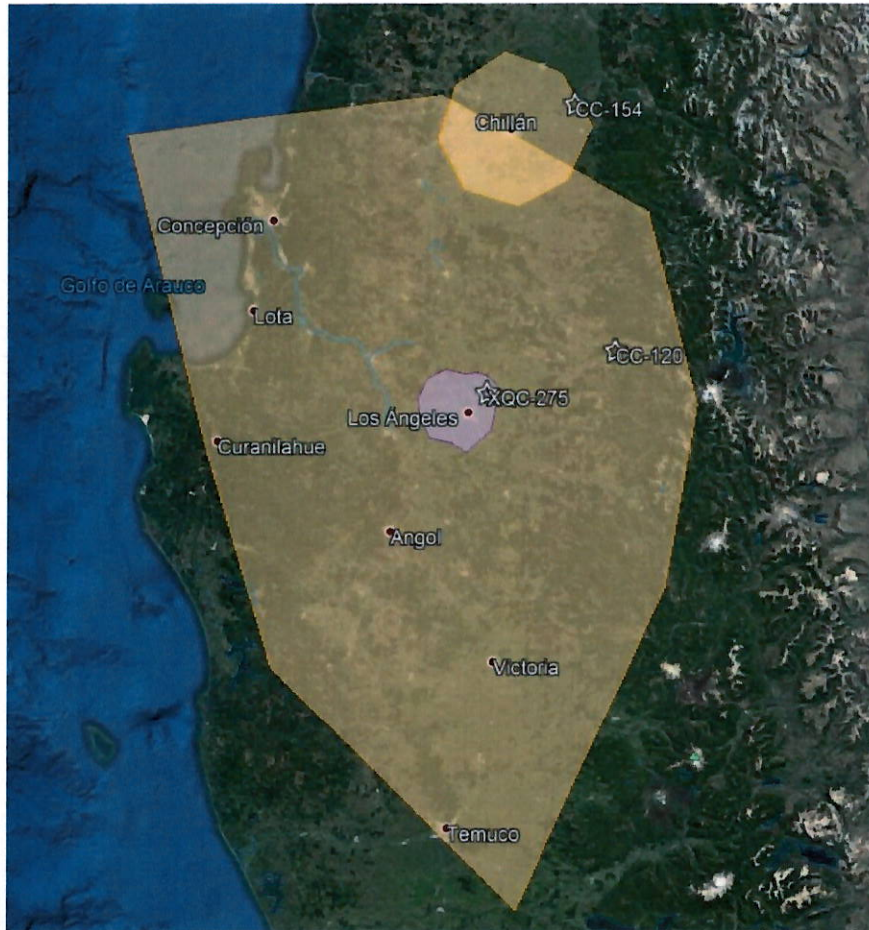 Chillán
CC-154
Concepción
Golfo de Arauco
Lota
CC-120
XQC-275
Los Ángeles
Curanilahue
Angol
Victoria
Temuco